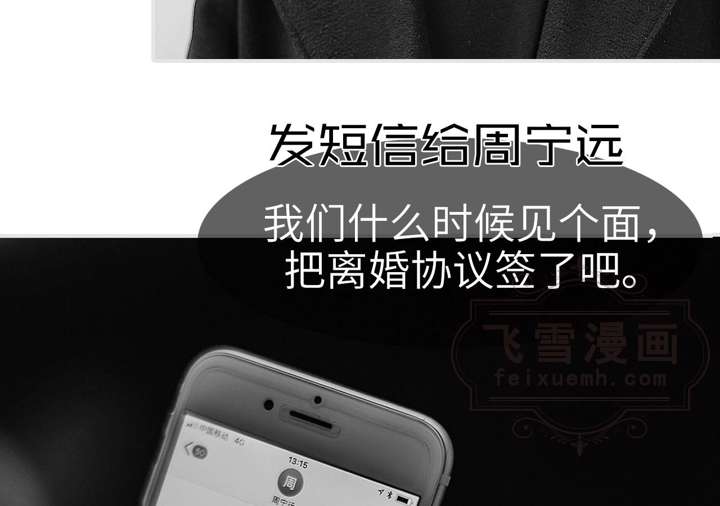 发短信给周宁远
我们什么时候见个面，
把离婚协议签了吧。
飞雪漫画
feixuemh.com
中国移动 4G
13:15
50
周
周宁远